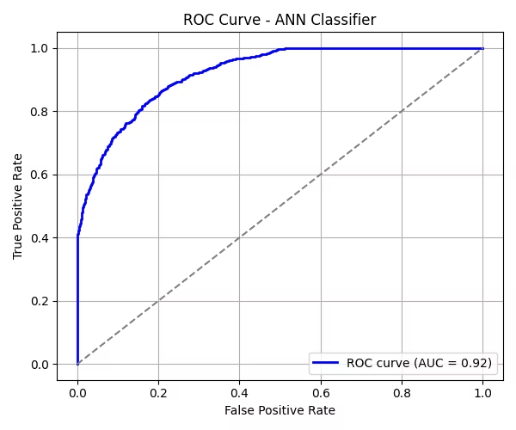 ROC Curve - ANN Classifier
True Positive Rate
1.0
0.8
0.6
0.4
0.2
0.0
ROC curve (AUC = 0.92)
0.0 0.2 0.4 0.6 0.8 1.0
False Positive Rate